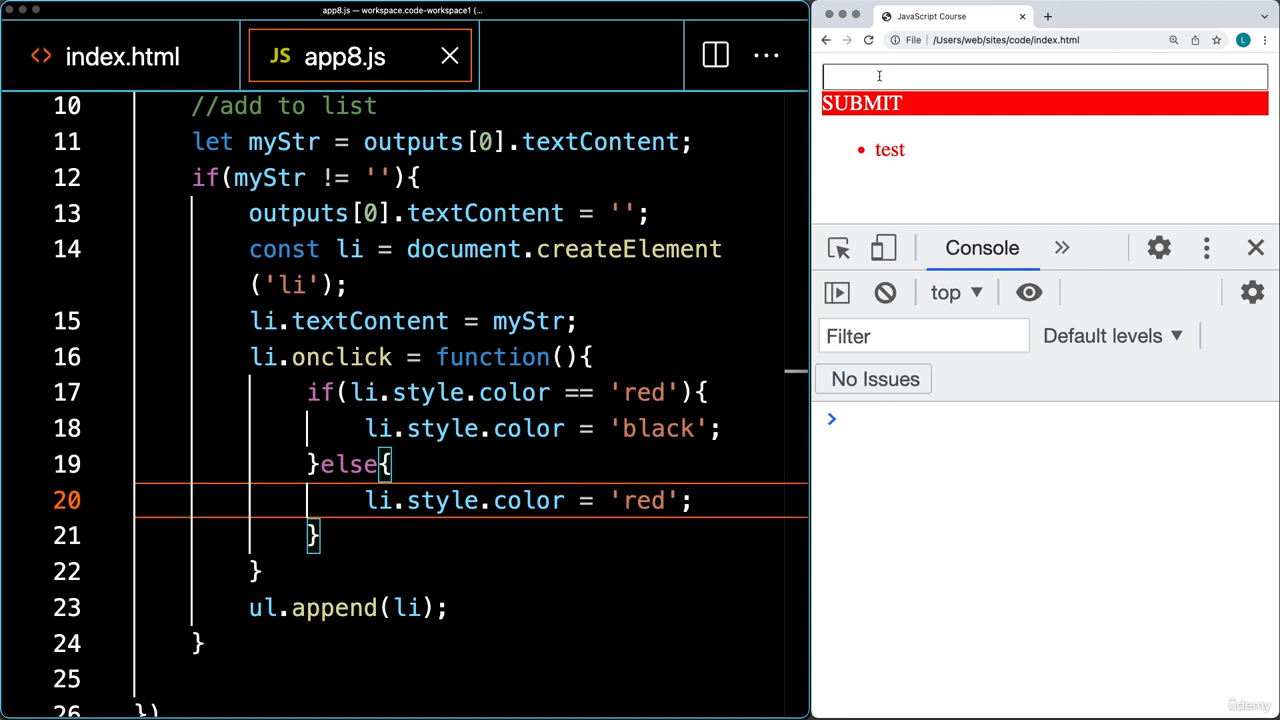 app8.js — workspace.code-workspace1 (...
<> index.html
JS app8.js
10 //add to list
11 let myStr = outputs[0].textContent;
12 if(myStr != ''){
13 outputs[0].textContent = '';
14 const li = document.createElement
('li');
15 li.textContent = myStr;
16 li.onclick = function(){
17 if(li.style.color == 'red'){
18 li.style.color = 'black';
19 }else{
20 li.style.color = 'red';
21 }
22 }
23 ul.append(li);
24 }
25
26 })
JavaScript Course
File /Users/web/sites/code/index.html
L
SUBMIT
• test
Console
top
Filter
Default levels
No Issues
ûdemy